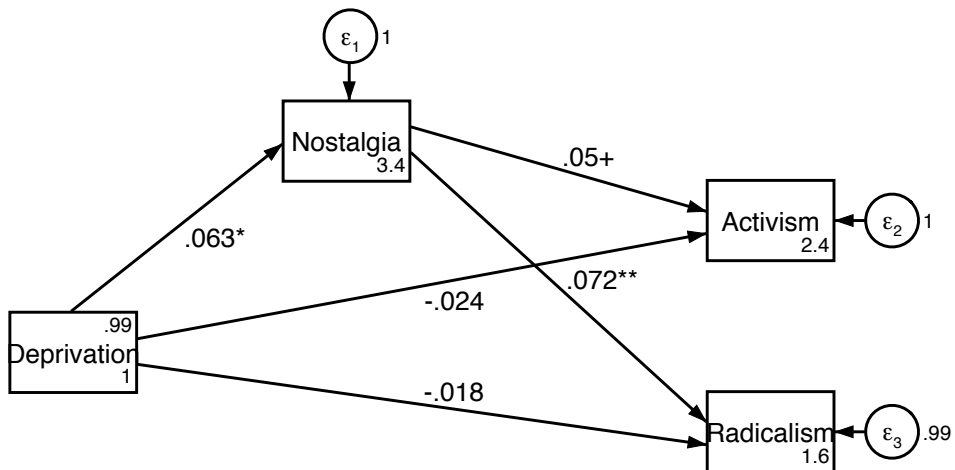 ε₁ 1
Nostalgia
3.4
.05+
.063*
Activism
2.4
ε₂ 1
-.024
.072**
.99
Deprivation
1
-.018
Radicalism
1.6
ε₃ .99